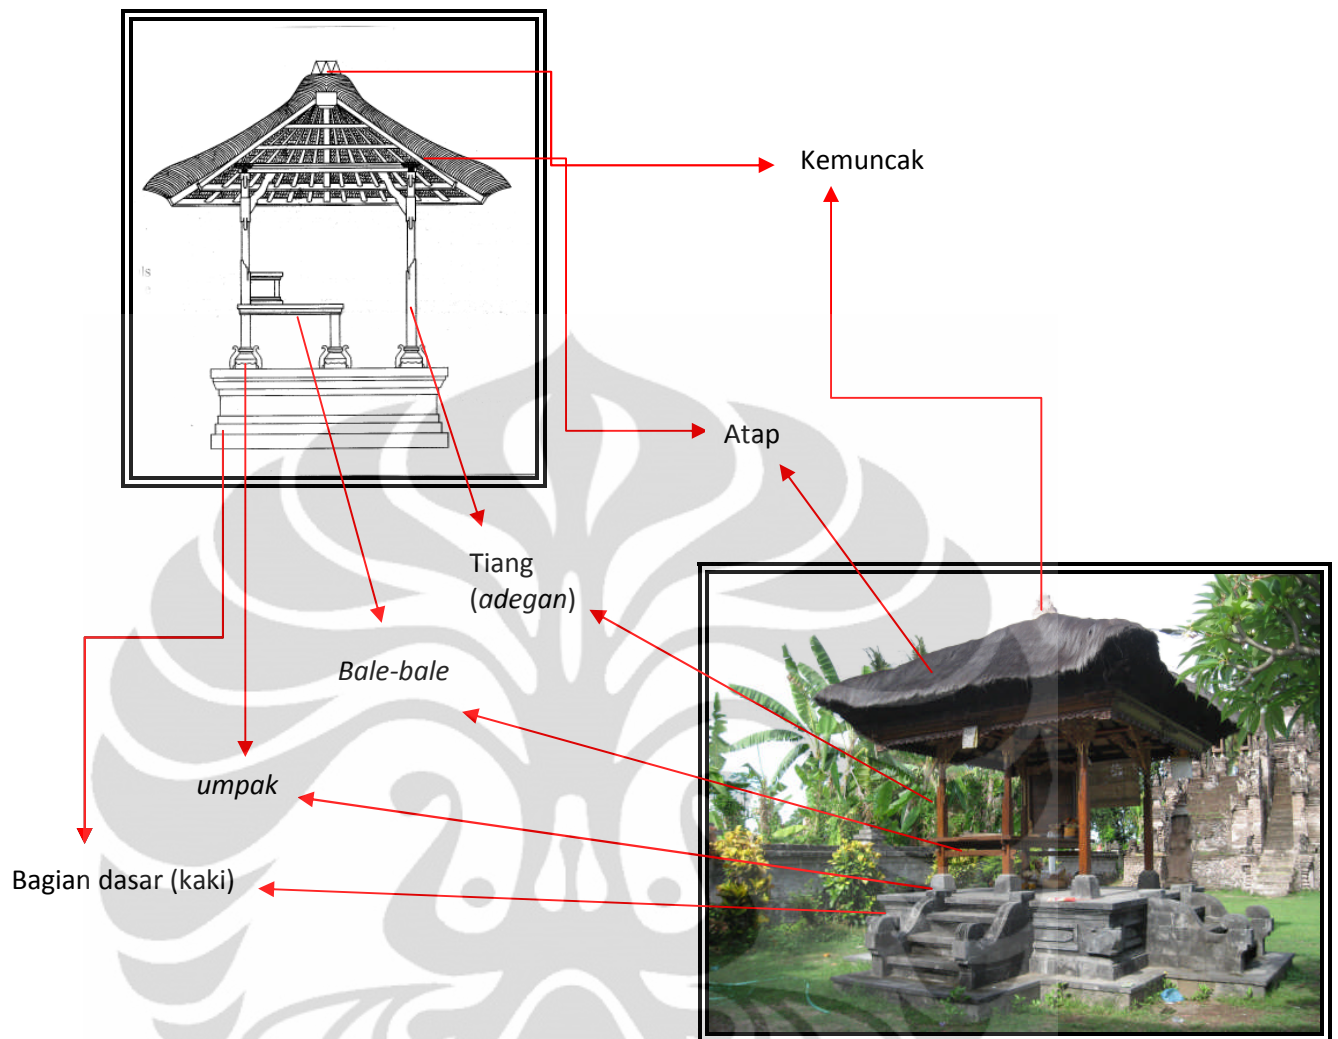 Kemuncak
Atap
Tiang
(adegan)
Bale-bale
umpak
Bagian dasar (kaki)